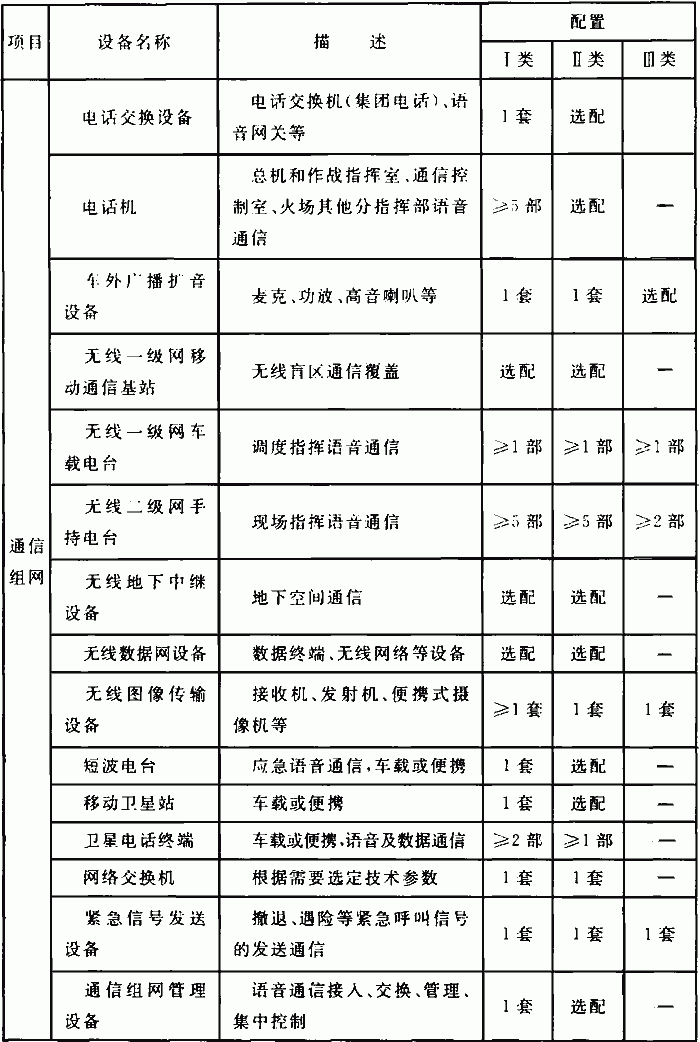 项目 设备名称 描 述 配置
Ⅰ类 Ⅱ类 Ⅲ类
通信
组网
电话交换设备 电话交换机(集团电话)、语
音网关等 1套 选配
电话机 总机和作战指挥室、通信控
制室、火场其他分指挥部语音
通信 ≥5部 选配 —
车外广播扩音
设备 麦克、功放、高音喇叭等 1套 1套 选配
无线一级网移
动通信基站 无线盲区通信覆盖 选配 选配 —
无线一级网车
载电台 调度指挥语音通信 ≥1部 ≥1部 ≥1部
无线二级网手
持电台 现场指挥语音通信 ≥5部 ≥5部 ≥2部
无线地下中继
设备 地下空间通信 选配 选配 —
无线数据网设备 数据终端、无线网络等设备 选配 选配 —
无线图像传输
设备 接收机、发射机、便携式摄
像机等 ≥1套 1套 1套
短波电台 应急语音通信,车载或便携 1套 选配 —
移动卫星站 车载或便携 1套 选配 —
卫星电话终端 车载或便携,语音及数据通信 ≥2部 ≥1部 —
网络交换机 根据需要选定技术参数 1套 1套 —
紧急信号发送
设备 撤退、遇险等紧急呼叫信号
的发送通信 1套 1套 1套
通信组网管理
设备 语音通信接入、交换、管理、
集中控制 1套 选配 —